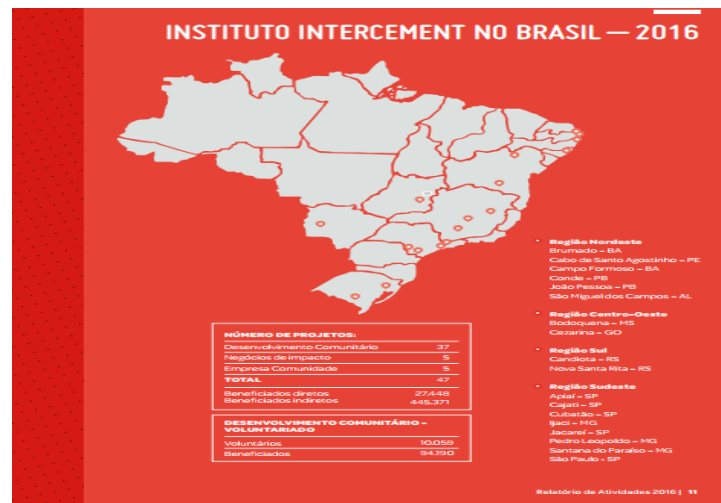 INSTITUTO INTERCEMENT NO BRASIL — 2016
Região Nordeste
Brumado – BA
Cabo de Santo Agostinho – PE
Campo Formoso – BA
Conde – PB
João Pessoa – PB
São Miguel dos Campos – AL
Região Centro-Oeste
Bodoquena – MS
Cezarina – GO
Região Sul
Candiota – RS
Nova Santa Rita – RS
Região Sudeste
Apiaí – SP
Cajati – SP
Cubatão – SP
Ijaci – MG
Jacareí – SP
Pedro Leopoldo – MG
Santana do Paraíso – MG
São Paulo - SP
NÚMERO DE PROJETOS:
Desenvolvimento Comunitário 37
Negócios de impacto 5
Empresa Comunidade 5
TOTAL 47
Beneficiados diretos 27.448
Beneficiados indiretos 445.371
DESENVOLVIMENTO COMUNITÁRIO –
VOLUNTARIADO
Voluntários 10.059
Beneficiados 94.190
Relatório de Atividades 2016 | 11